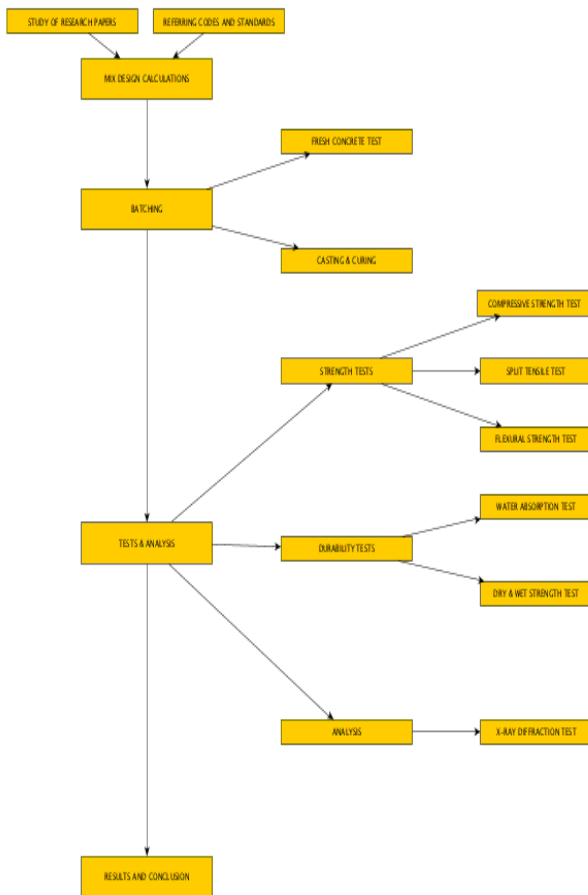 STUDY OF RESEARCH PAPERS
REFERRING CODES AND STANDARDS
MIX DESIGN CALCULATIONS
FRESH CONCRETE TEST
BATCHING
CASTING & CURING
COMPRESSIVE STRENGTH TEST
STRENGTH TESTS
SPLIT TENSILE TEST
FLEXURAL STRENGTH TEST
WATER ABSORPTION TEST
TESTS & ANALYSIS
DURABILITY TESTS
DRY & WET STRENGTH TEST
ANALYSIS
X-RAY DIFFRACTION TEST
RESULTS AND CONCLUSION